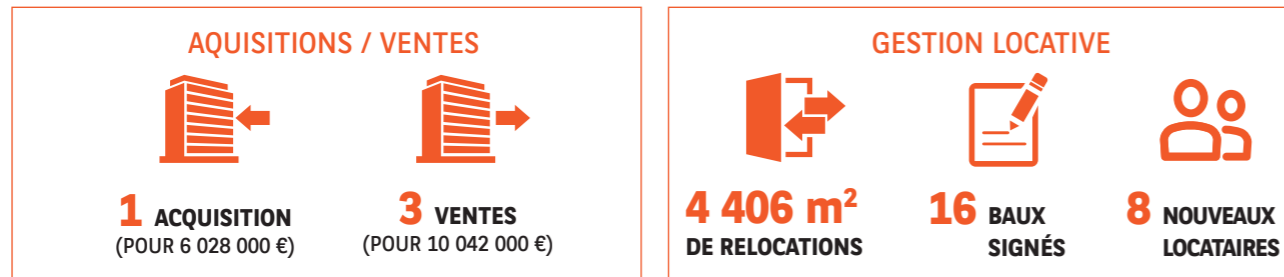 AQUISITIONS / VENTES
1 ACQUISITION
(POUR 6 028 000 €)
3 VENTES
(POUR 10 042 000 €)
GESTION LOCATIVE
4 406 m²
DE RELOCATIONS
16 BAUX
SIGNÉS
8 NOUVEAUX
LOCATAIRES